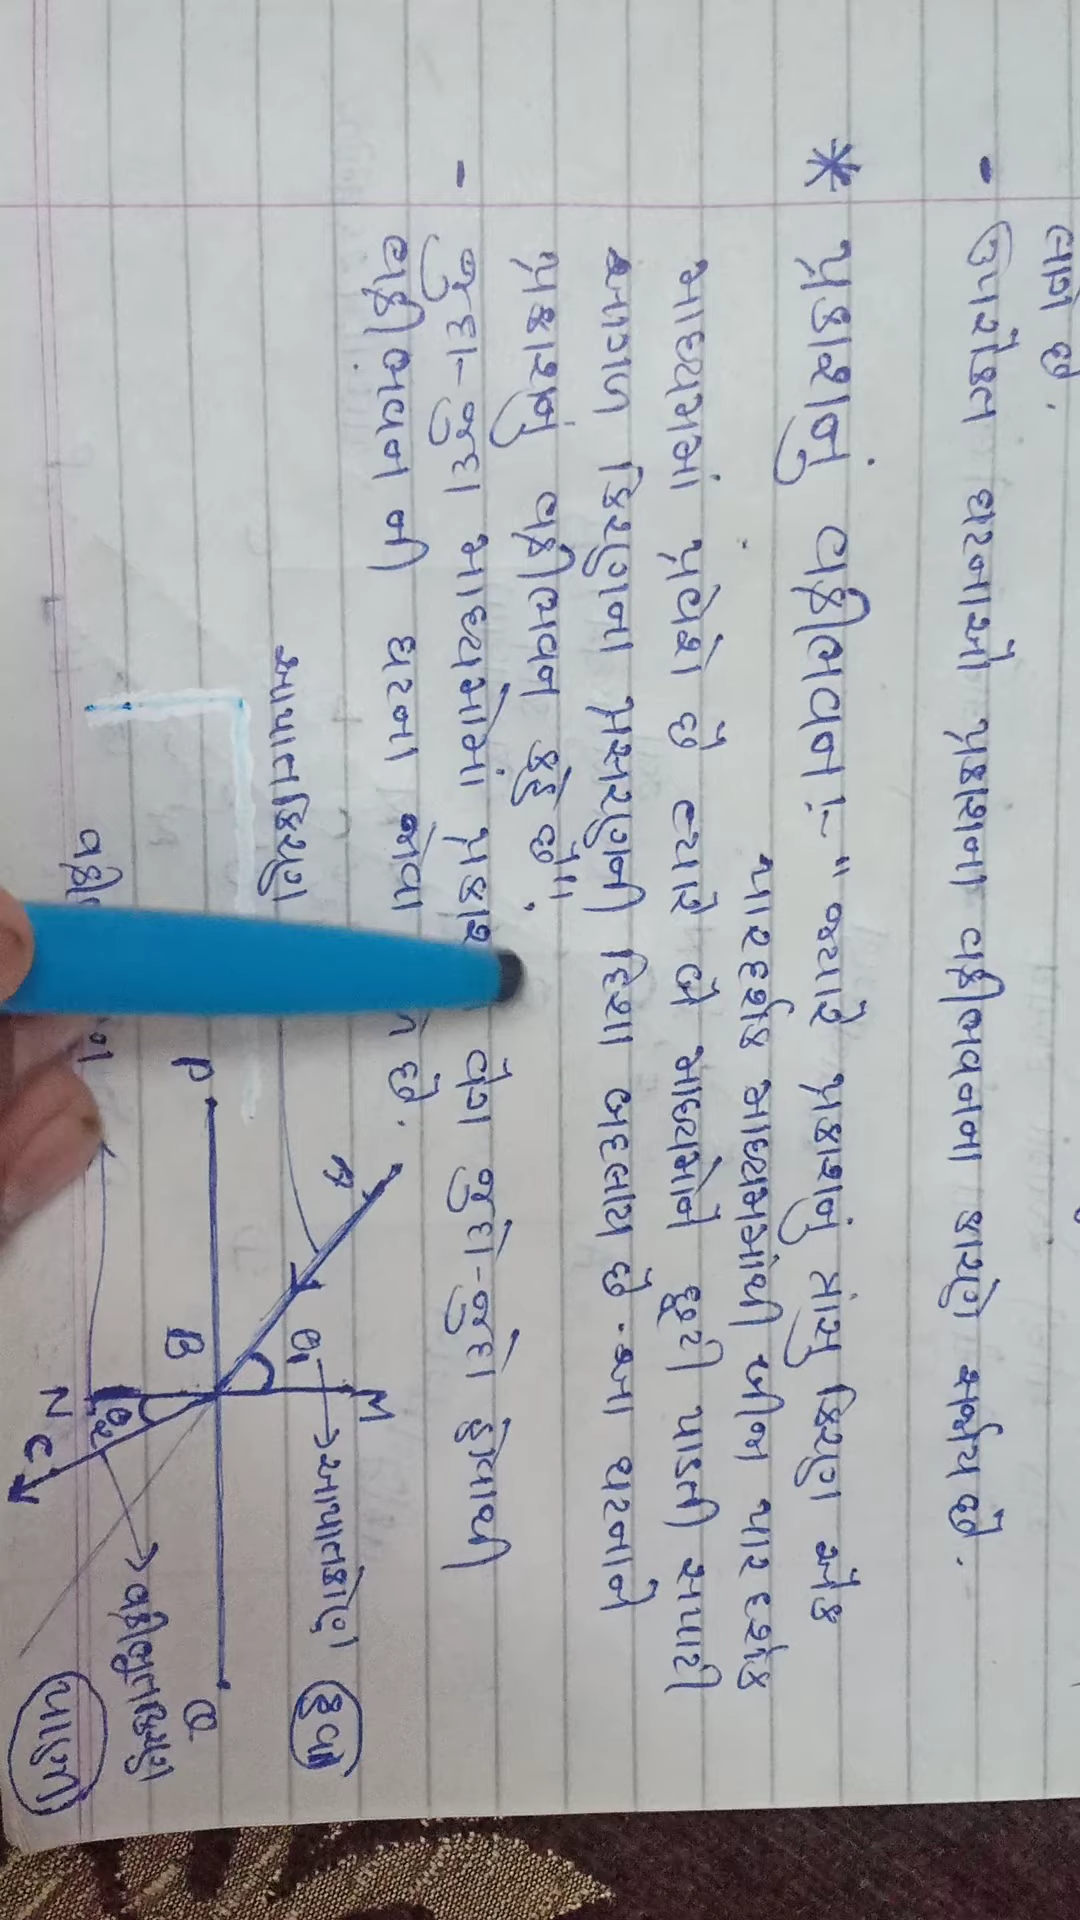 લાગે છે.
- ઉપરોક્ત ઘટનાઓ પ્રકાશના વક્રીભવનના કારણે સર્જાય છે.
* પ્રકાશનું વક્રીભવન :- "જ્યારે પ્રકાશનું ત્રાંસુ કિરણ એક
પારદર્શક માધ્યમમાંથી બીજા પારદર્શક
માધ્યમમાં પ્રવેશે છે ત્યારે બે માધ્યમોને છૂટી પાડતી સપાટી
આગળ કિરણના પ્રસરણની દિશા બદલાય છે. આ ઘટનાને
પ્રકાશનું વક્રીભવન કહે છે".
- જુદા-જુદા માધ્યમોમાં વેગ જુદો-જુદો હોવાથી
વક્રીભવન ની ઘટના જોવા છે.
આપાતકિરણ
A
θ1
M
→ આપાતકોણ
હવા
P
B
Q
N
θ2
C
→ વક્રીભૂતકિરણ
પાણી